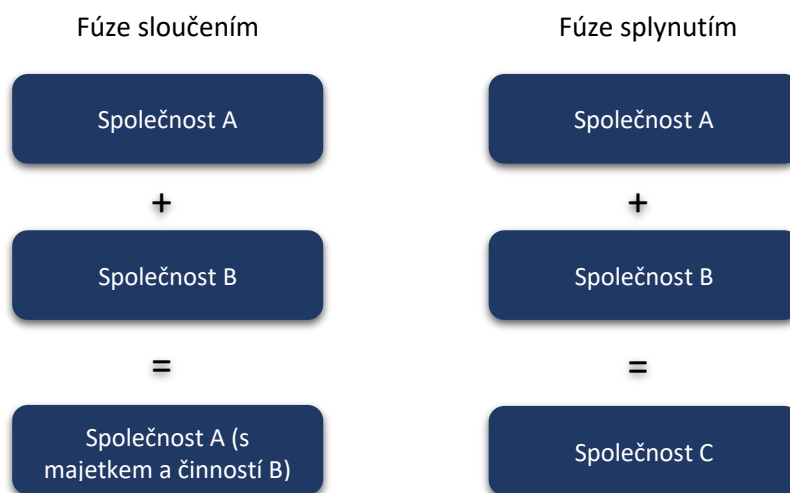 Fúze sloučením
Společnost A
+
Společnost B
=
Společnost A (s
majetkem a činností B)
Fúze splynutím
Společnost A
+
Společnost B
=
Společnost C